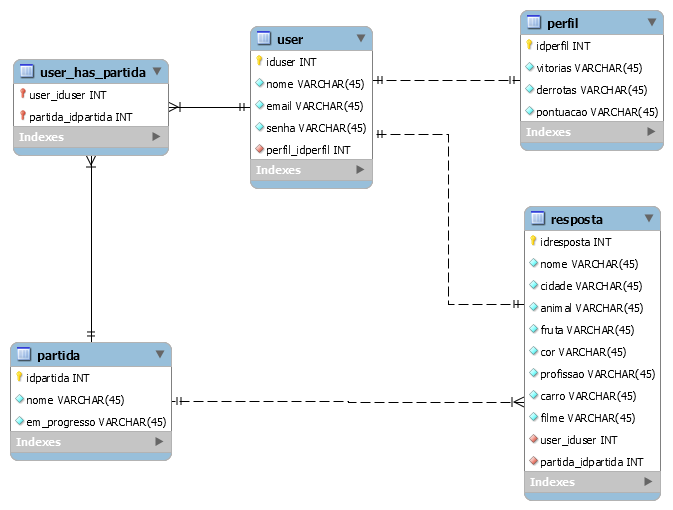 user_has_partida
user_iduser INT
partida_idpartida INT
Indexes
user
iduser INT
nome VARCHAR(45)
email VARCHAR(45)
senha VARCHAR(45)
perfil_idperfil INT
Indexes
perfil
idperfil INT
vitorias VARCHAR(45)
derrotas VARCHAR(45)
pontuacao VARCHAR(45)
Indexes
resposta
idresposta INT
nome VARCHAR(45)
cidade VARCHAR(45)
animal VARCHAR(45)
fruta VARCHAR(45)
cor VARCHAR(45)
profissao VARCHAR(45)
carro VARCHAR(45)
filme VARCHAR(45)
user_iduser INT
partida_idpartida INT
Indexes
partida
idpartida INT
nome VARCHAR(45)
em_progresso VARCHAR(45)
Indexes